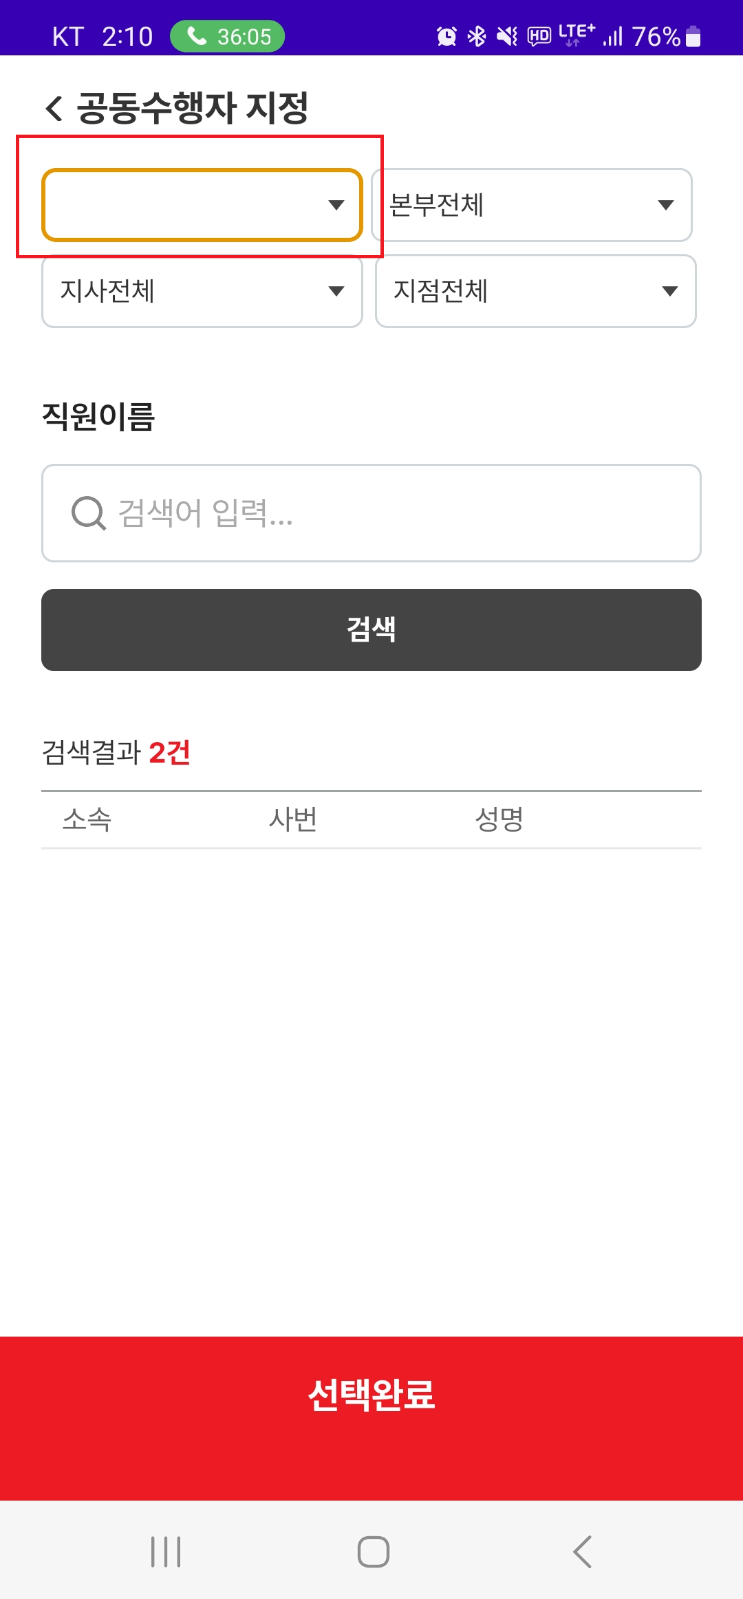 KT 2:10 36:05 HD LTE+ 76%
공동수행자 지정
본부전체
지사전체 지점전체
직원이름
검색어 입력...
검색
검색결과 2건
소속 사번 성명
선택완료